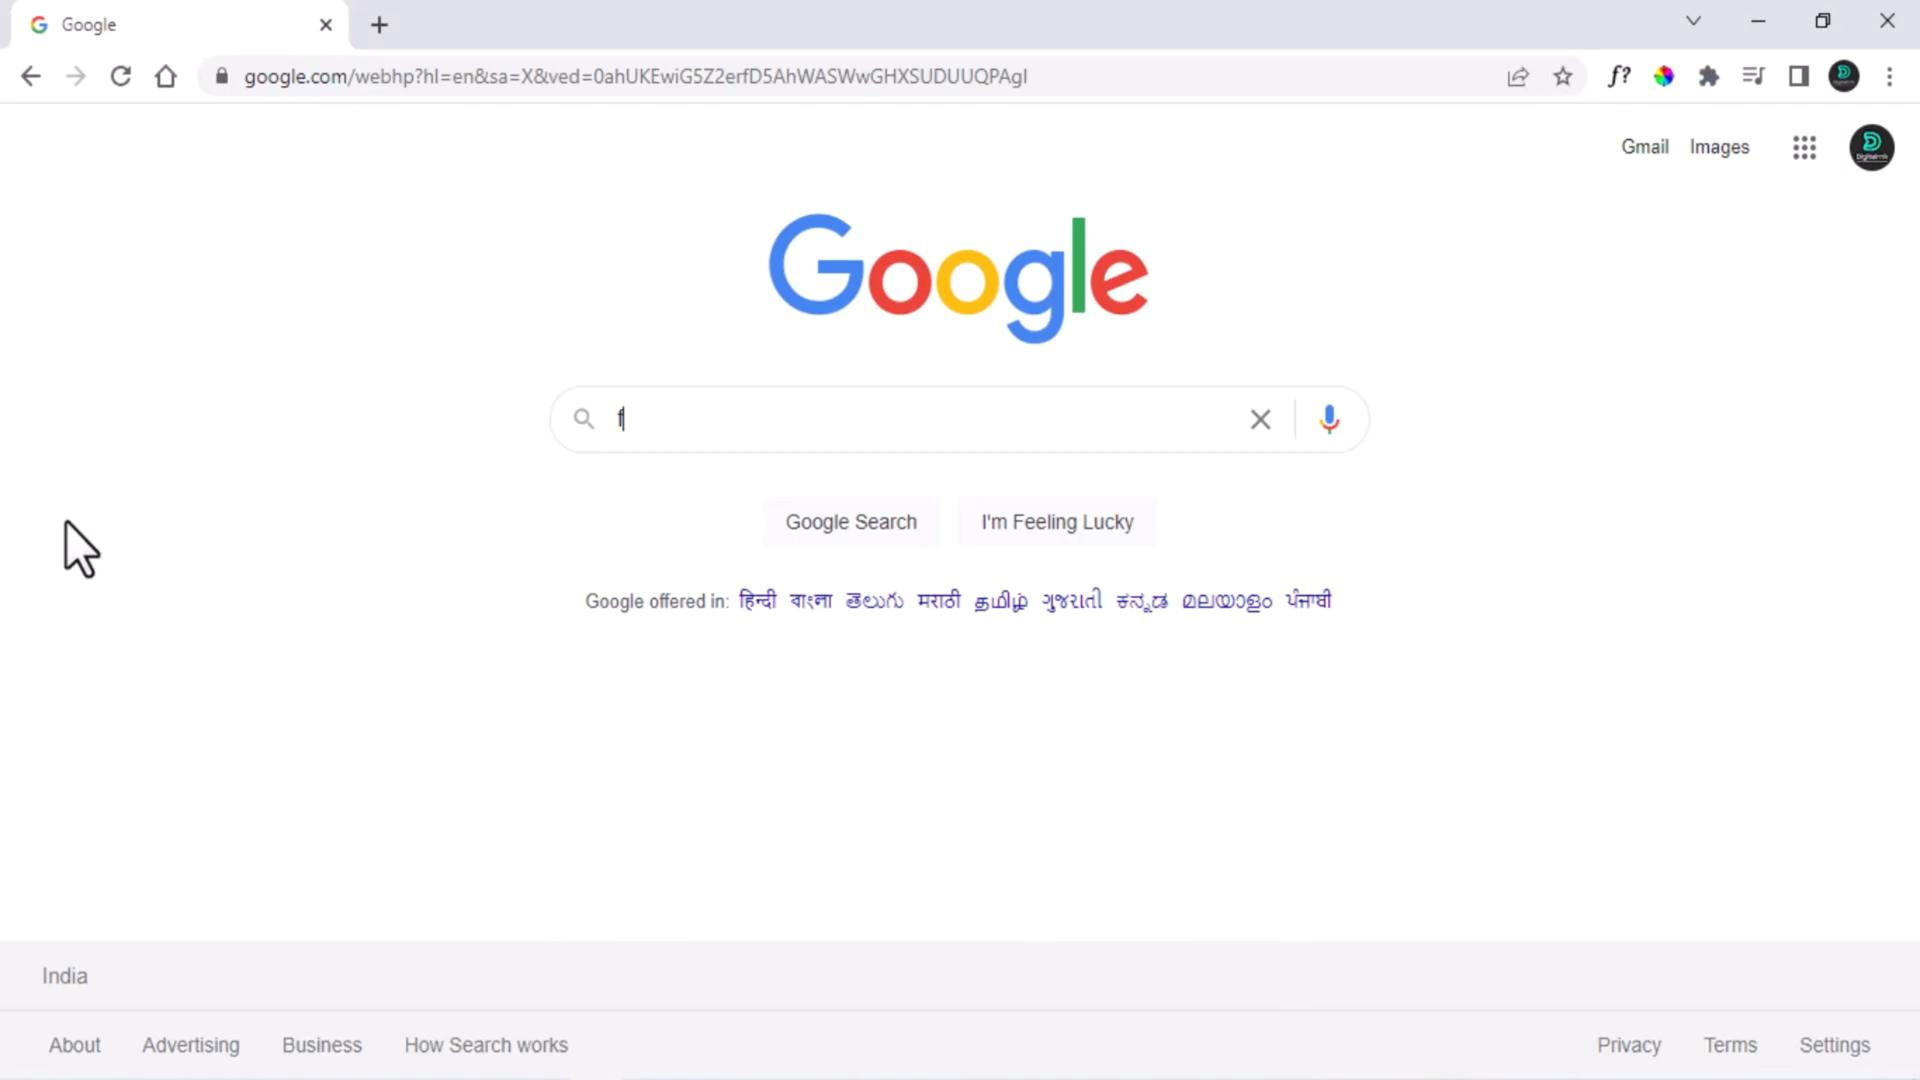 Google
google.com/webhp?hl=en&sa=X&ved=0ahUKEwiG5Z2erfD5AhWASWwGHXSUDUUQPAgI
f?
Gmail Images
Google
f
Google Search I'm Feeling Lucky
Google offered in: हिन्दी বাংলা తెలుగు मराठी தமிழ் ગુજરાતી ಕನ್ನಡ മലയാളം ਪੰਜਾਬੀ
India
About Advertising Business How Search works Privacy Terms Settings